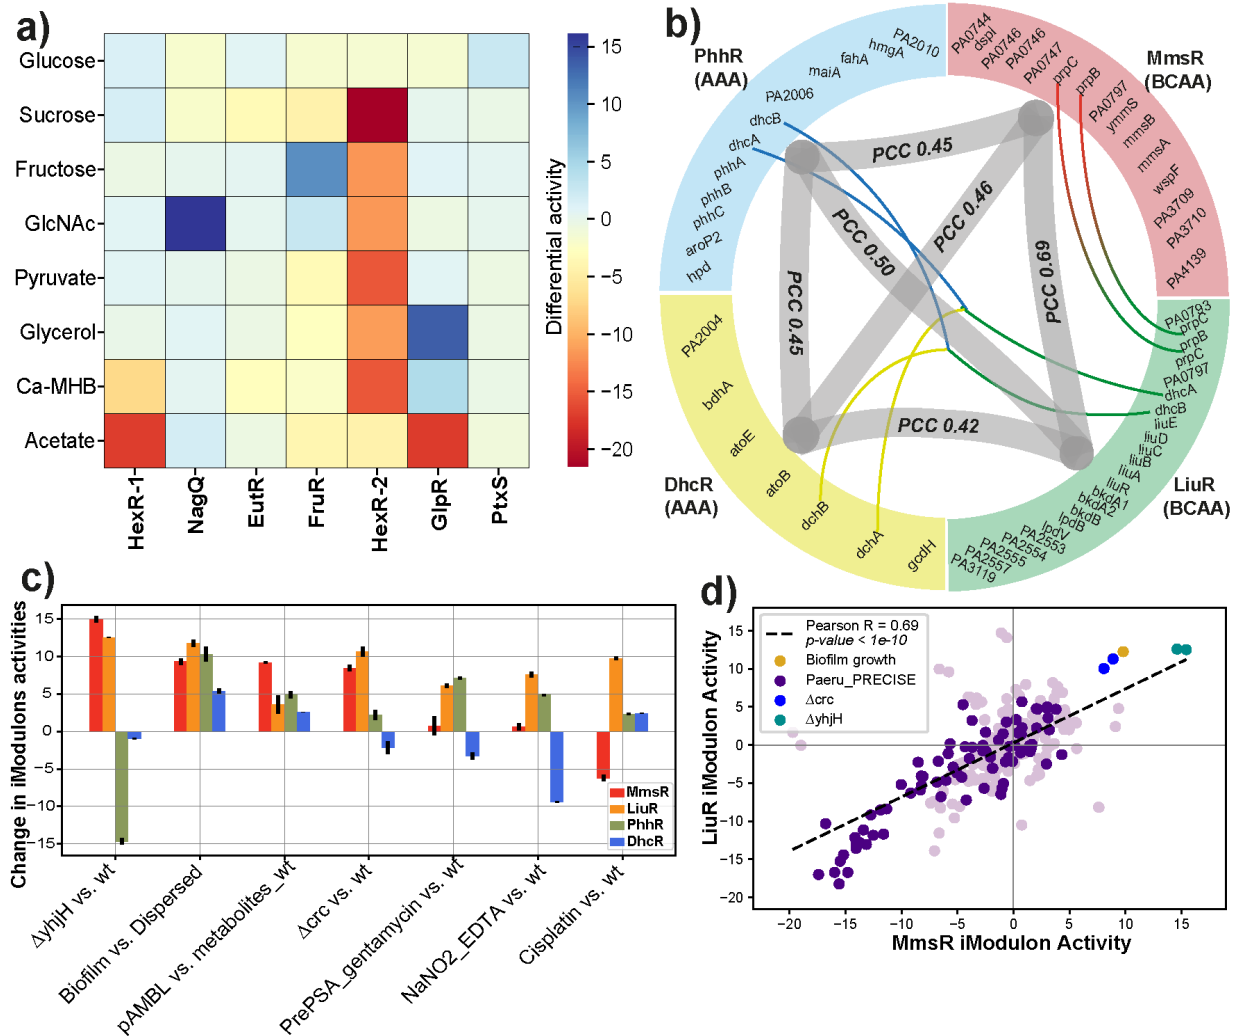 a)
Glucose
Sucrose
Fructose
GlcNAc
Pyruvate
Glycerol
Ca-MHB
Acetate
HexR-1
NagQ
EutR
FruR
HexR-2
GlpR
PtxS
15
10
5
0
−5
−10
−15
−20
Differential activity
b)
PhhR
(AAA)
MmsR
(BCAA)
DhcR
(AAA)
LiuR
(BCAA)
PA2010
hmgA
fahA
maiA
PA2006
dhcB
dhcA
phhA
phhB
phhC
aroP2
hpd
PA0744
dspI
PA0746
PA0746
PA0747
prpC
prpB
PA0797
ymmS
mmsB
mmsA
wspF
PA3709
PA3710
PA4139
PA2004
bdhA
atoE
atoB
dchB
dchA
gcdH
PA0793
prpC
prpB
prpC
PA0797
dhcA
dhcB
liuE
liuD
liuC
liuB
liuA
liuR
bkdA1
bkdA2
bkdB
lpdB
lpdV
PA2553
PA2554
PA2555
PA2557
PA3119
PCC 0.45
PCC 0.46
PCC 0.50
PCC 0.69
PCC 0.45
PCC 0.42
c)
Change in iModulons activities
15
10
5
0
−5
−10
−15
MmsR
LiuR
PhhR
DhcR
ΔyhjH vs. wt
Biofilm vs. Dispersed
pAMBL vs. metabolites_wt
Δcrc vs. wt
PrePSA_gentamycin vs. wt
NaNO2_EDTA vs. wt
Cisplatin vs. wt
d)
Pearson R = 0.69
p-value < 1e-10
Biofilm growth
Paeru_PRECISE
Δcrc
ΔyhjH
LiuR iModulon Activity
15
10
5
0
−5
−10
−15
−20
−20
−15
−10
−5
0
5
10
15
MmsR iModulon Activity